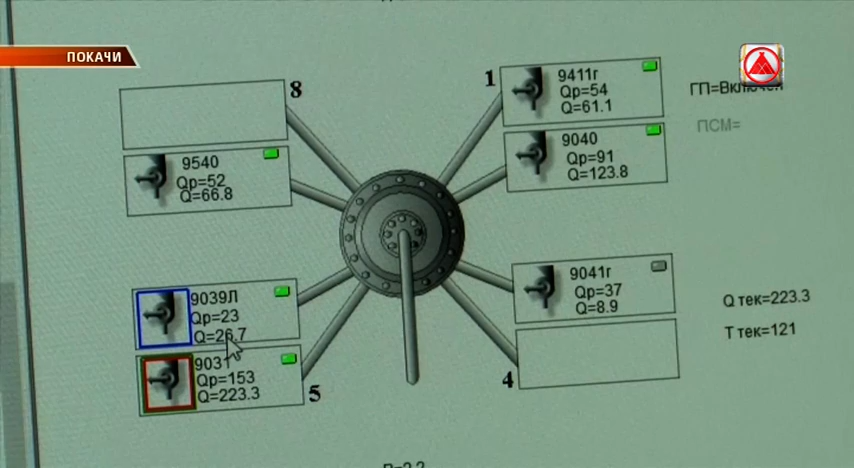 ПОКАЧИ
8
1
9411г
Qp=54
Q=61.1
ГП=Включен
ПСМ=
9540
Qp=52
Q=66.8
9040
Qp=91
Q=123.8
9039Л
Qp=23
Q=26.7
9041г
Qp=37
Q=8.9
Q тек=223.3
Т тек=121
Qp=153
Q=223.3
5
4